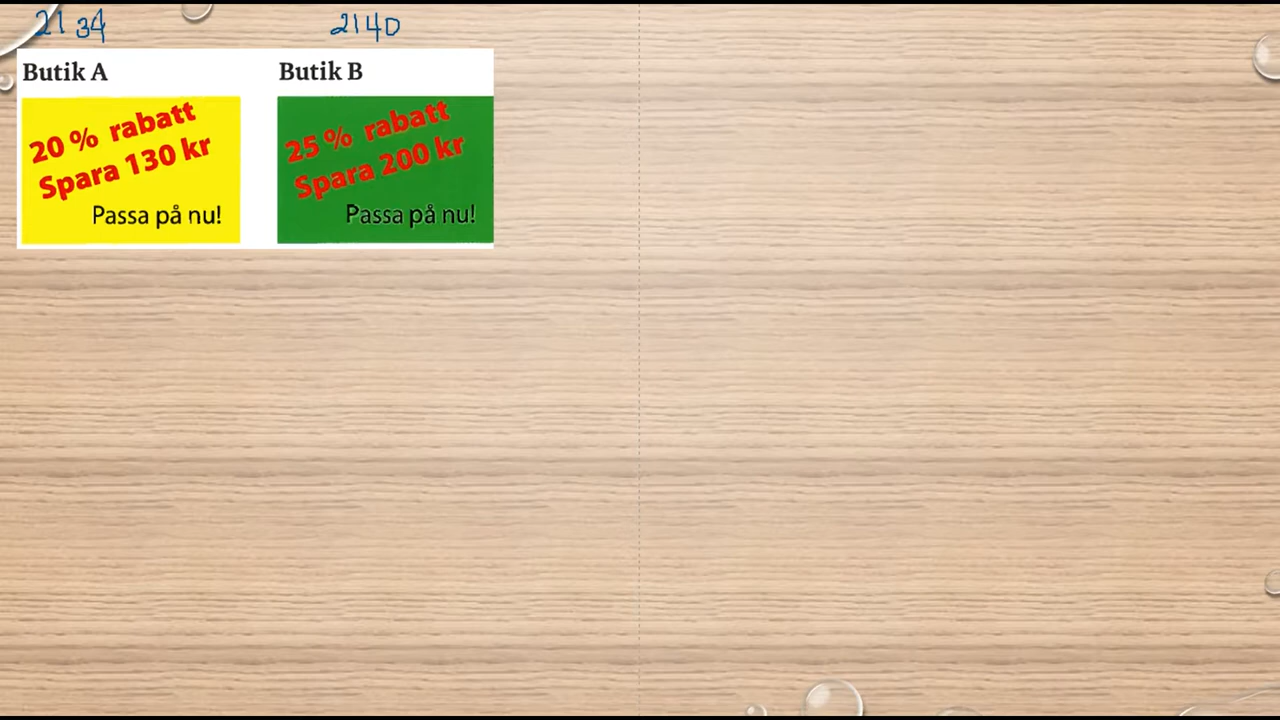 2134
2140
Butik A
Butik B
20 % rabatt
Spara 130 kr
Passa på nu!
25 % rabatt
Spara 200 kr
Passa på nu!